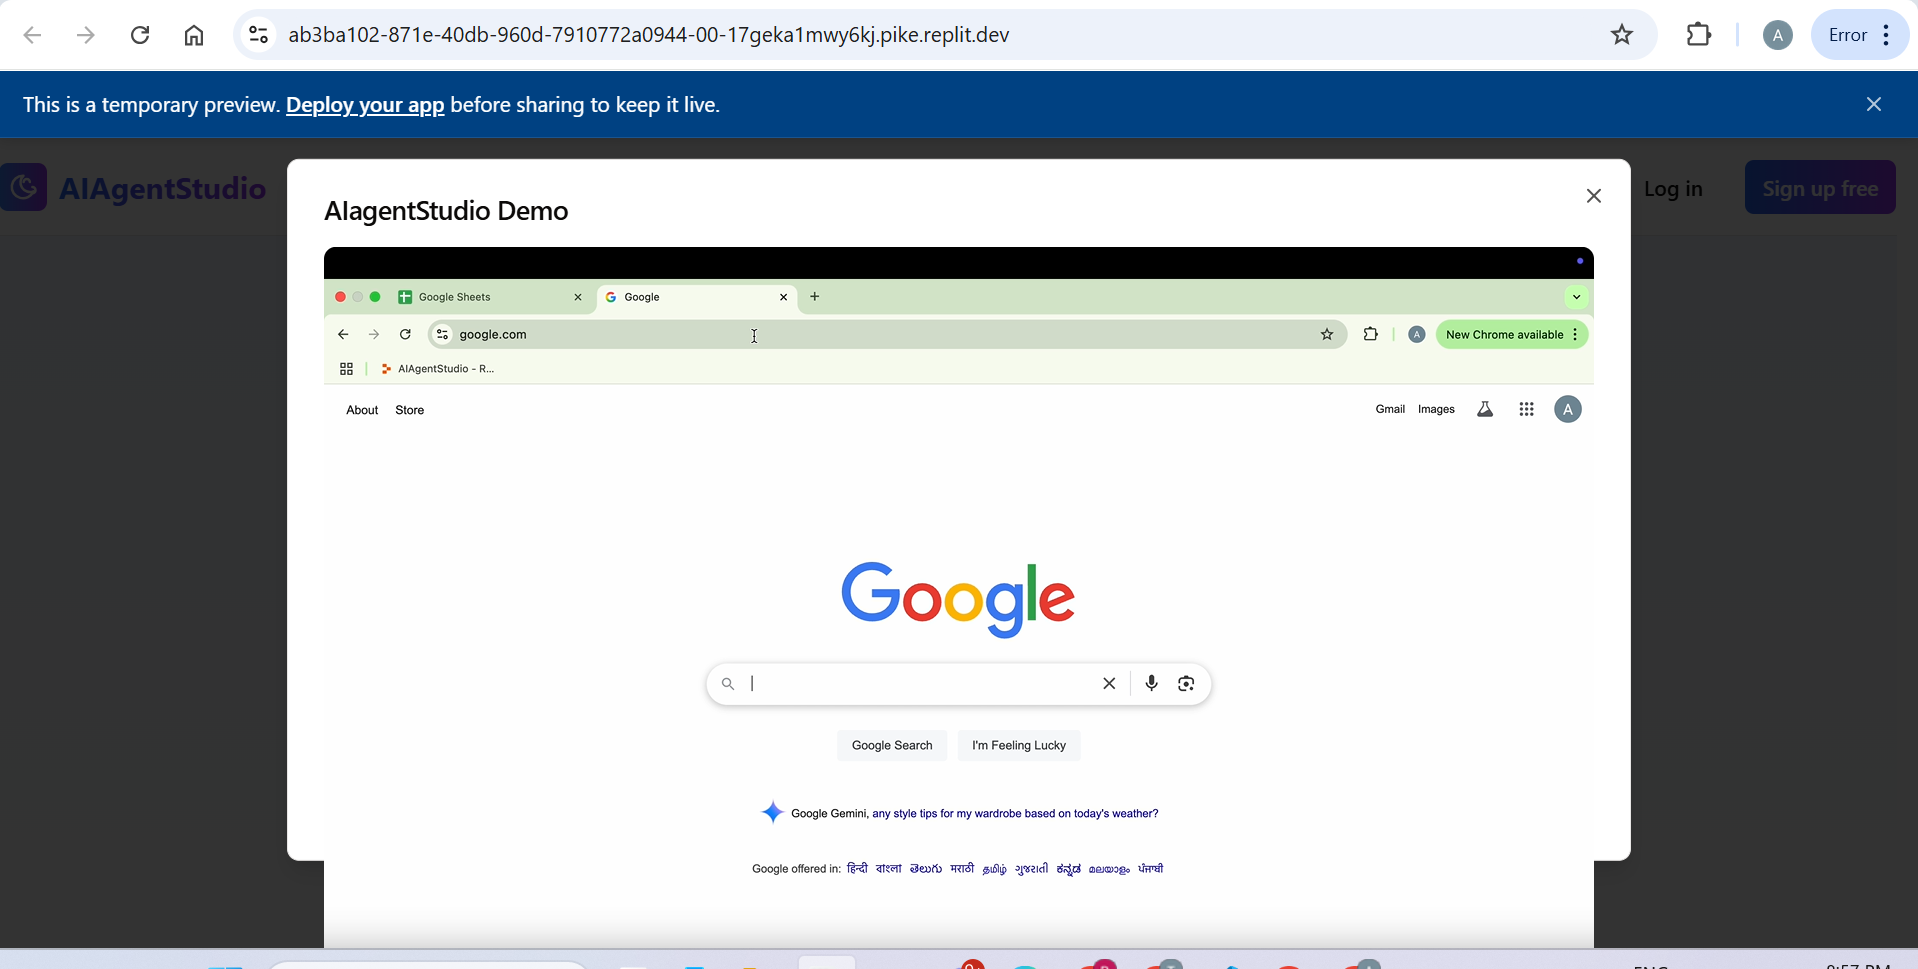 ab3ba102-871e-40db-960d-7910772a0944-00-17geka1mwy6kj.pike.replit.dev
A
Error
This is a temporary preview. Deploy your app before sharing to keep it live.
AIAgentStudio
Log in
Sign up free
AIagentStudio Demo
Google Sheets
Google
google.com
A
New Chrome available
AIAgentStudio - R...
About Store
Gmail Images
A
Google
Google Search
I'm Feeling Lucky
Google Gemini, any style tips for my wardrobe based on today's weather?
Google offered in: हिन्दी বাংলা తెలుగు मराठी தமிழ் ગુજરાતી ಕನ್ನಡ മലയാളം ਪੰਜਾਬੀ